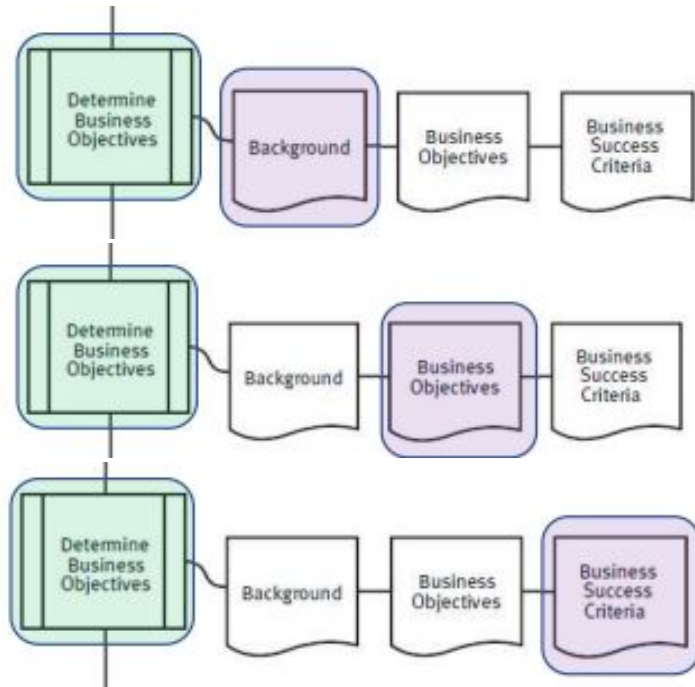 Determine
Business
Objectives
Background
Business
Objectives
Business
Success
Criteria
Determine
Business
Objectives
Background
Business
Objectives
Business
Success
Criteria
Determine
Business
Objectives
Background
Business
Objectives
Business
Success
Criteria